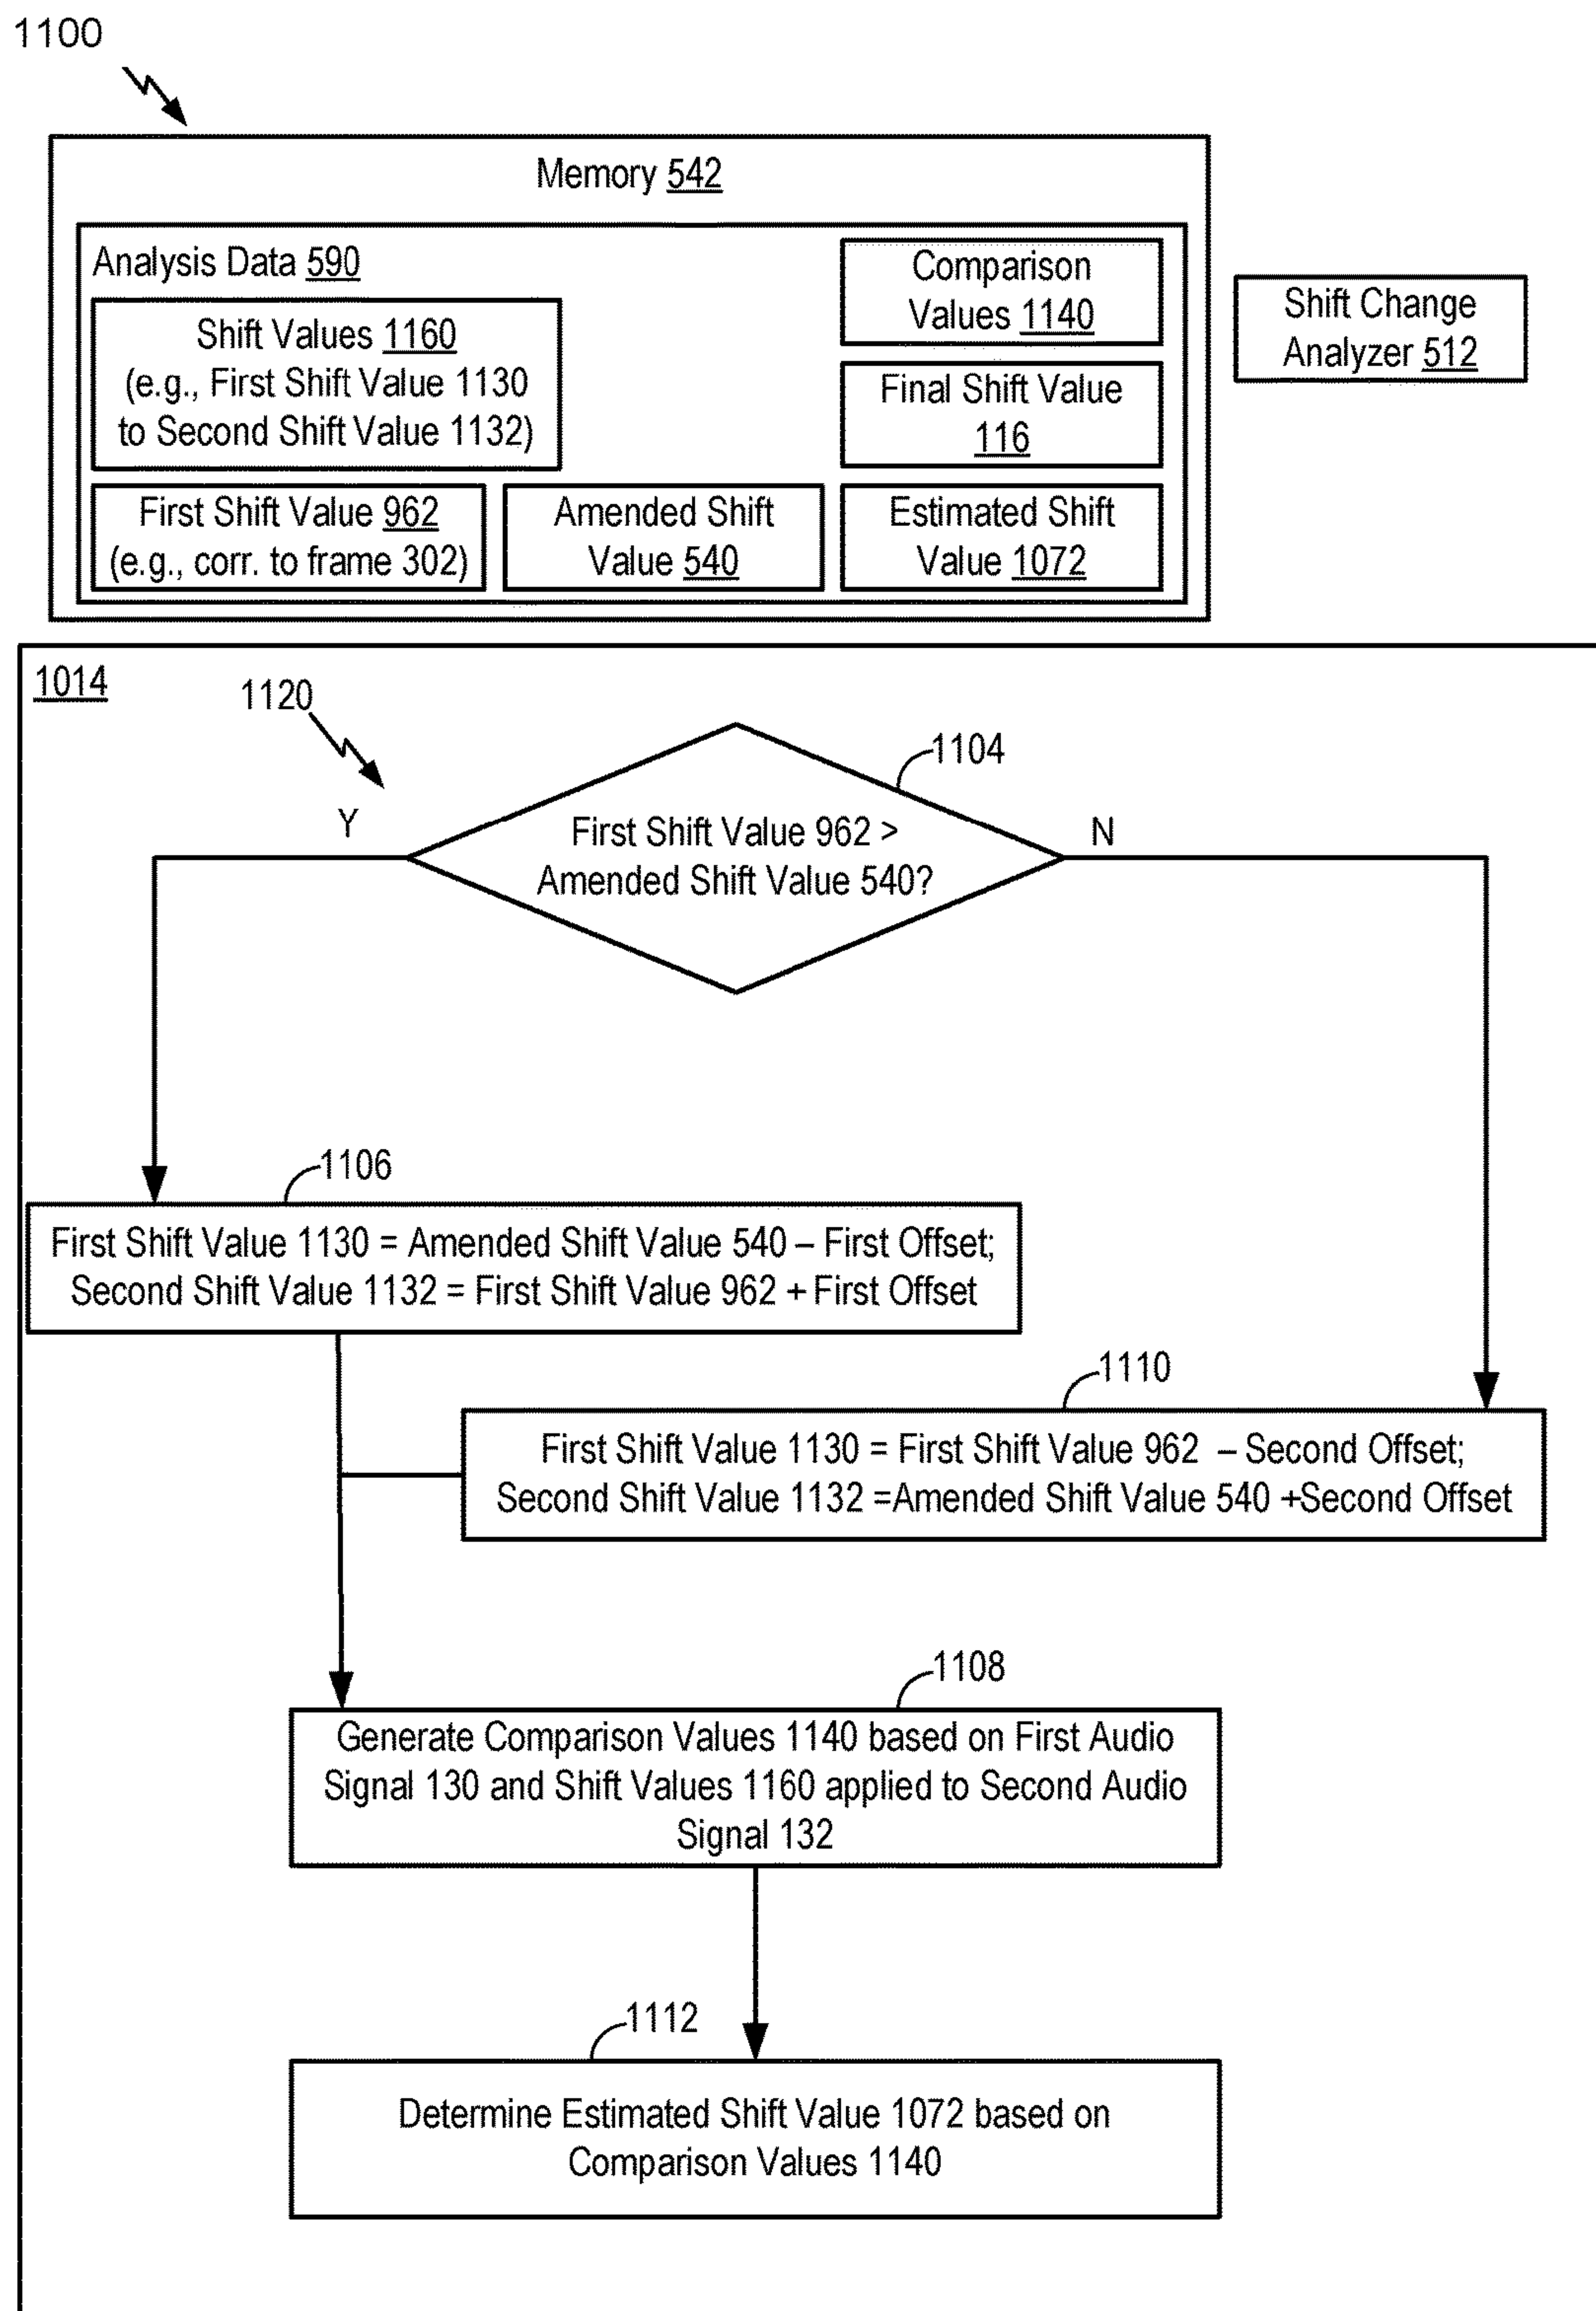 1100
Memory 542
Analysis Data 590
Shift Values 1160
(e.g., First Shift Value 1130
to Second Shift Value 1132)
Comparison
Values 1140
Final Shift Value
116
First Shift Value 962
(e.g., corr. to frame 302)
Amended Shift
Value 540
Estimated Shift
Value 1072
Shift Change
Analyzer 512
1014
1120
1104
Y
First Shift Value 962 >
Amended Shift Value 540?
N
1106
First Shift Value 1130 = Amended Shift Value 540 – First Offset;
Second Shift Value 1132 = First Shift Value 962 + First Offset
1110
First Shift Value 1130 = First Shift Value 962 – Second Offset;
Second Shift Value 1132 =Amended Shift Value 540 +Second Offset
1108
Generate Comparison Values 1140 based on First Audio
Signal 130 and Shift Values 1160 applied to Second Audio
Signal 132
1112
Determine Estimated Shift Value 1072 based on
Comparison Values 1140